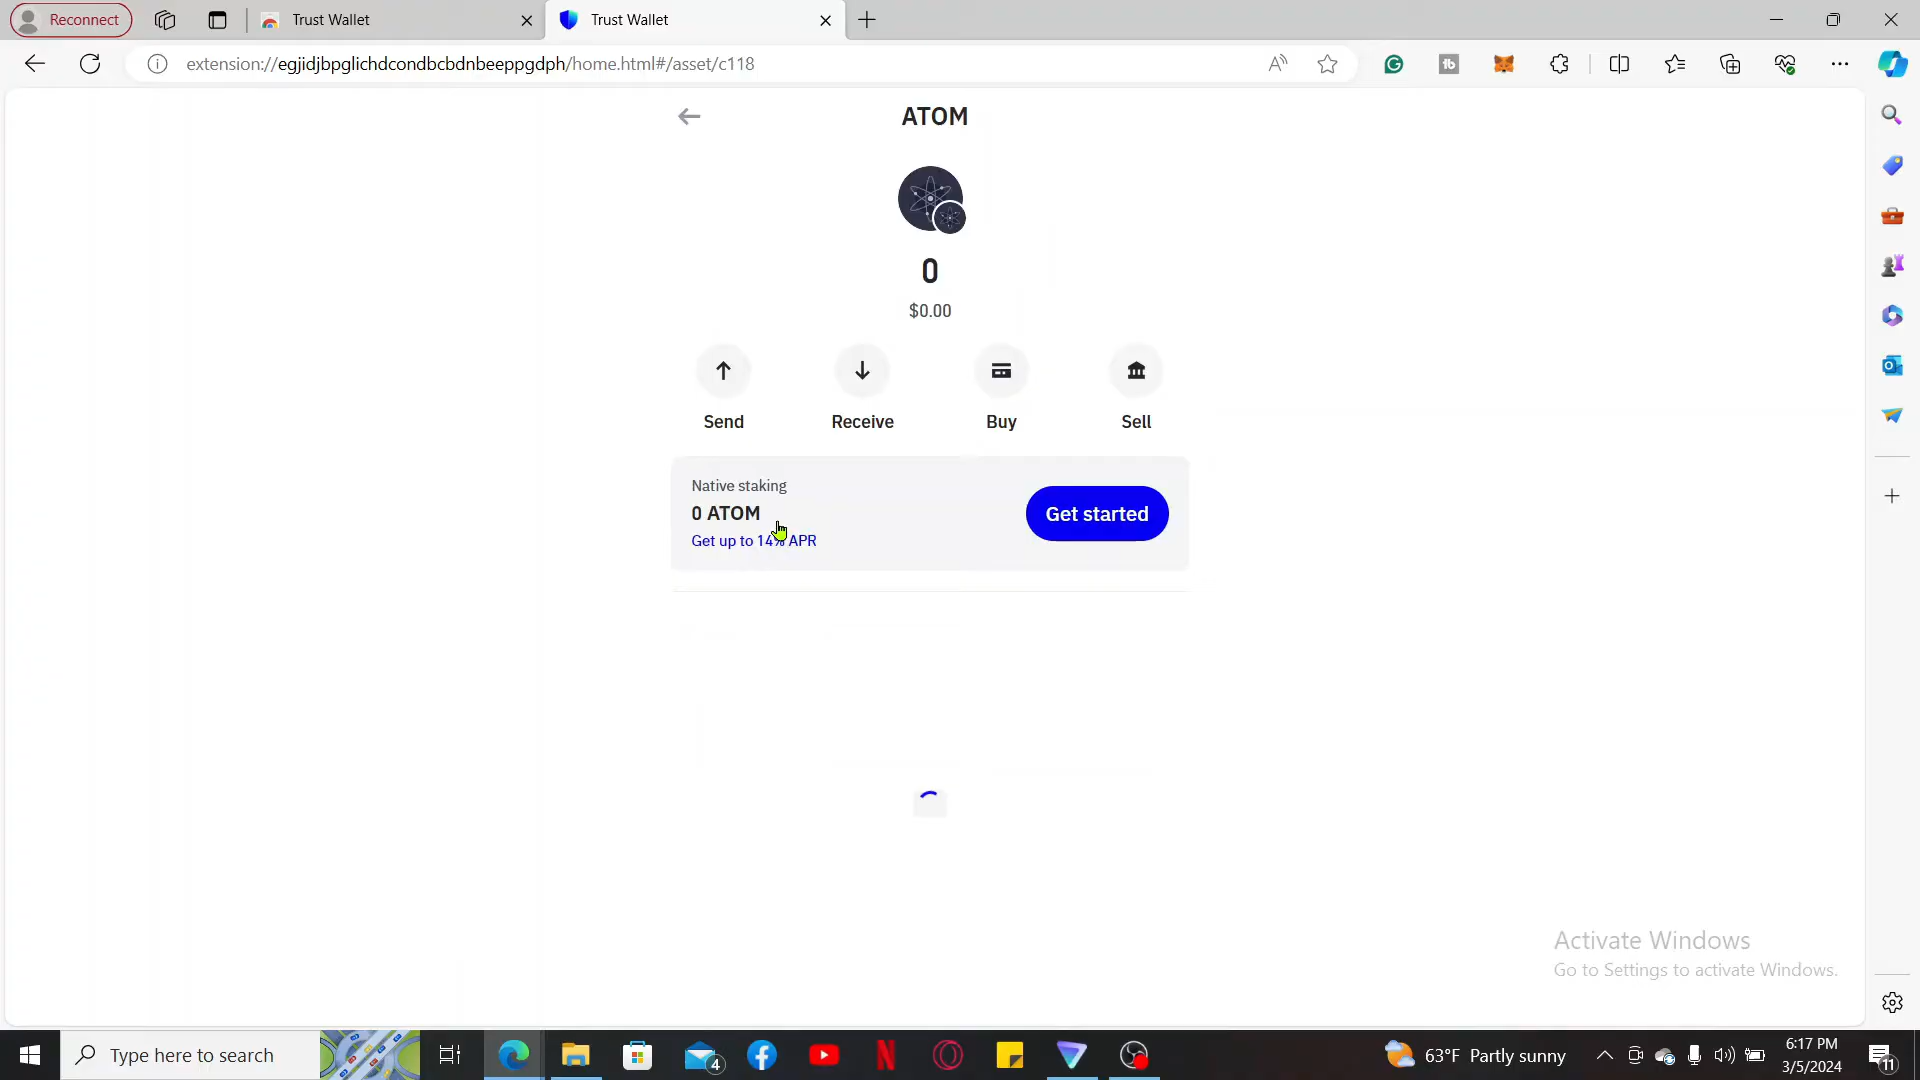 Reconnect
Trust Wallet
Trust Wallet
extension://egjidjbpglichdcondbcbdnbeeppgdph/home.html#/asset/c118
ATOM
0
$0.00
Send
Receive
Buy
Sell
Native staking
0 ATOM
Get up to 14% APR
Get started
Activate Windows
Go to Settings to activate Windows.
Type here to search
4
63°F Partly sunny
6:17 PM
3/5/2024
11